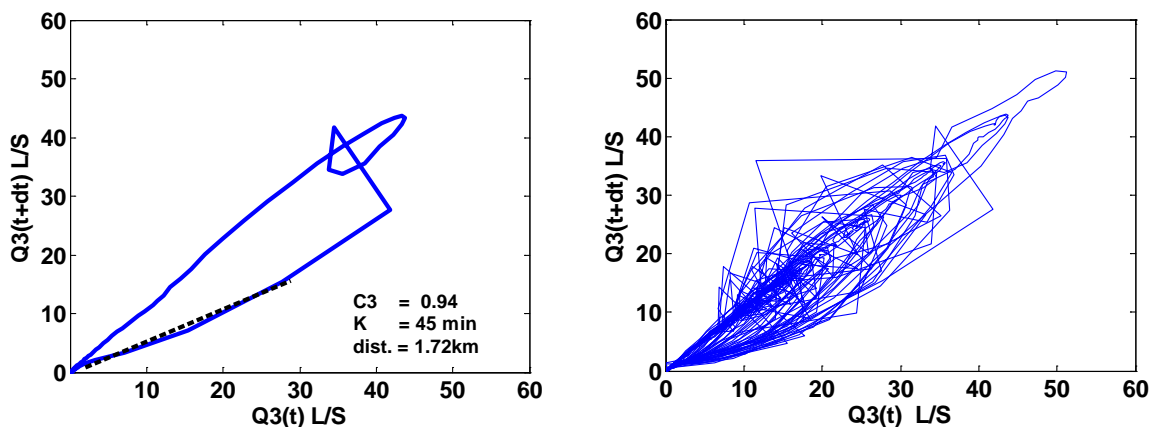 60
50
40
30
20
10
0
Q3(t+dt) L/S
C3 = 0.94
K = 45 min
dist. = 1.72km
10 20 30 40 50 60
Q3(t) L/S
60
50
40
30
20
10
0
Q3(t+dt) L/S
0 10 20 30 40 50 60
Q3(t) L/S